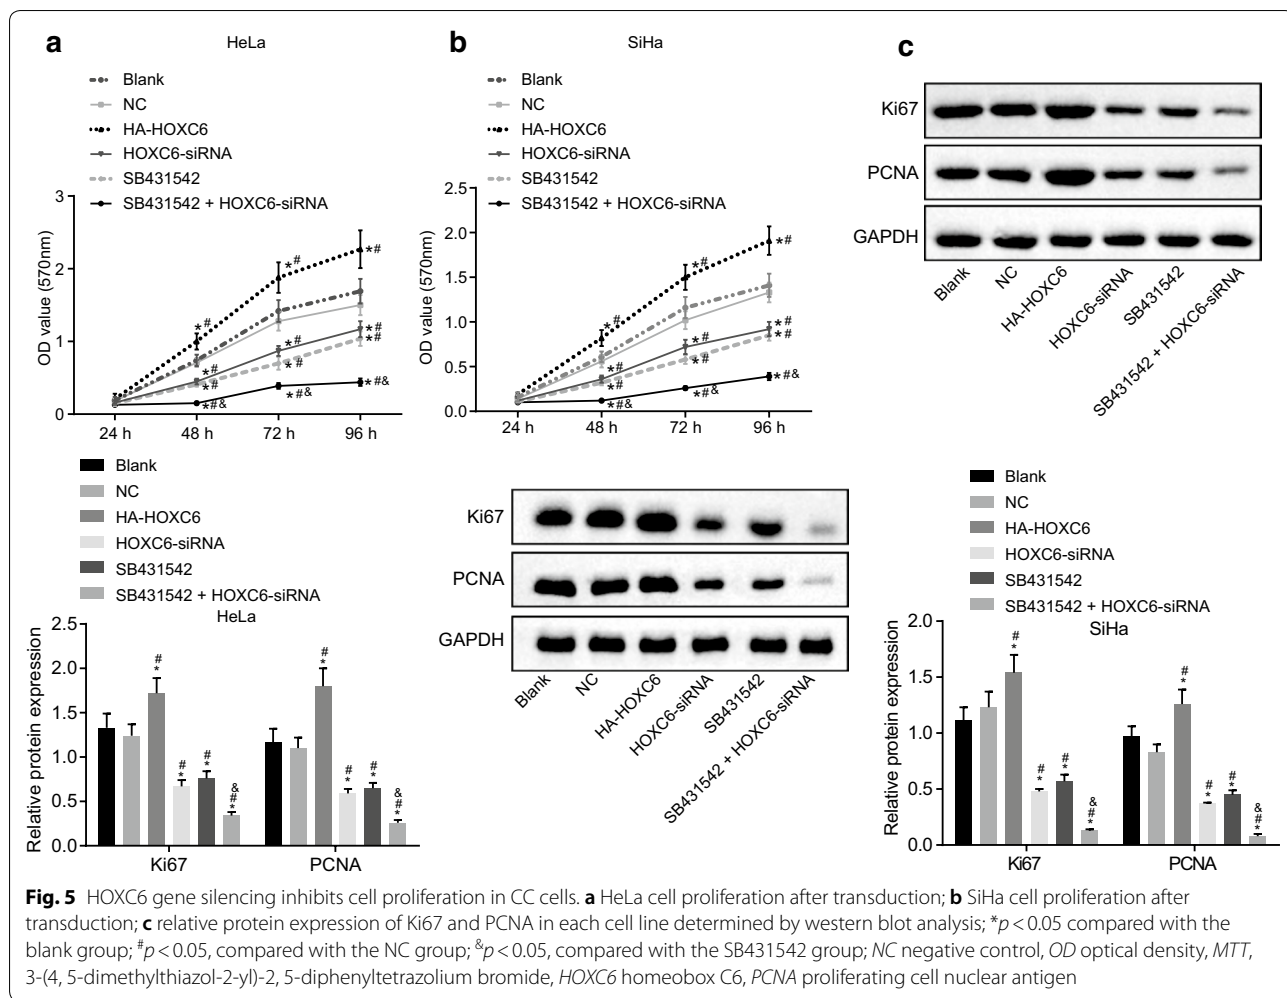 a
HeLa
Blank
NC
HA-HOXC6
HOXC6-siRNA
SB431542
SB431542 + HOXC6-siRNA
OD value (570nm)
3
2
1
0
*#
*#
*#
*#
*#
*#
*#
*#
*#
*#&
*#&
*#&
24 h 48 h 72 h 96 h
b
SiHa
Blank
NC
HA-HOXC6
HOXC6-siRNA
SB431542
SB431542 + HOXC6-siRNA
OD value (570nm)
2.5
2.0
1.5
1.0
0.5
0.0
*#
*#
*#
*#
*#
*#
*#
*#
*#
*#&
*#&
*#&
24 h 48 h 72 h 96 h
c
Ki67
PCNA
GAPDH
Blank
NC
HA-HOXC6
HOXC6-siRNA
SB431542
SB431542 + HOXC6-siRNA
Blank
NC
HA-HOXC6
HOXC6-siRNA
SB431542
SB431542 + HOXC6-siRNA
HeLa
Relative protein expression
2.5
2.0
1.5
1.0
0.5
0.0
#
*
#
*
#
*
&
#
*
#
*
#
*
#
*
&
#
*
Ki67 PCNA
Ki67
PCNA
GAPDH
Blank
NC
HA-HOXC6
HOXC6-siRNA
SB431542
SB431542 + HOXC6-siRNA
Blank
NC
HA-HOXC6
HOXC6-siRNA
SB431542
SB431542 + HOXC6-siRNA
SiHa
Relative protein expression
2.0
1.5
1.0
0.5
0.0
#
*
#
*
#
*
&
#
*
#
*
#
*
#
*
&
#
*
Ki67 PCNA
Fig. 5 HOXC6 gene silencing inhibits cell proliferation in CC cells. a HeLa cell proliferation after transduction; b SiHa cell proliferation after
transduction; c relative protein expression of Ki67 and PCNA in each cell line determined by western blot analysis; *p < 0.05 compared with the
blank group; #p < 0.05, compared with the NC group; &p < 0.05, compared with the SB431542 group; NC negative control, OD optical density, MTT,
3-(4, 5-dimethylthiazol-2-yl)-2, 5-diphenyltetrazolium bromide, HOXC6 homeobox C6, PCNA proliferating cell nuclear antigen